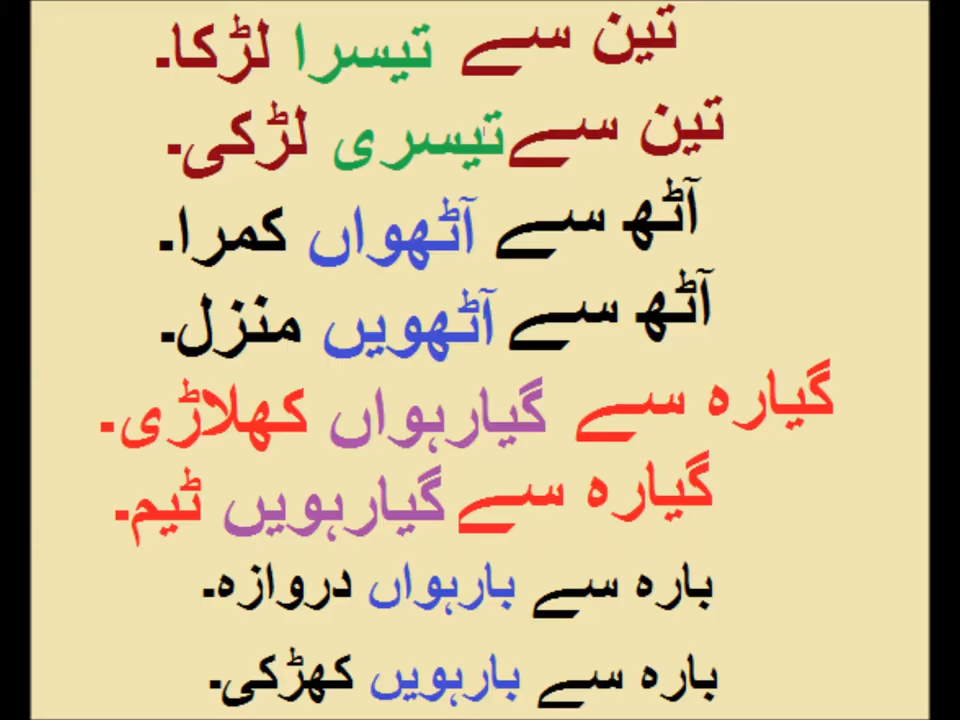 تین سے تیسرا لڑکا۔
تین سے تیسری لڑکی۔
آٹھ سے آٹھواں کمرا۔
آٹھ سے آٹھویں منزل۔
گیارہ سے گیارہواں کھلاڑی۔
گیارہ سے گیارہویں ٹیم۔
بارہ سے بارہواں دروازہ۔
بارہ سے بارہویں کھڑکی۔